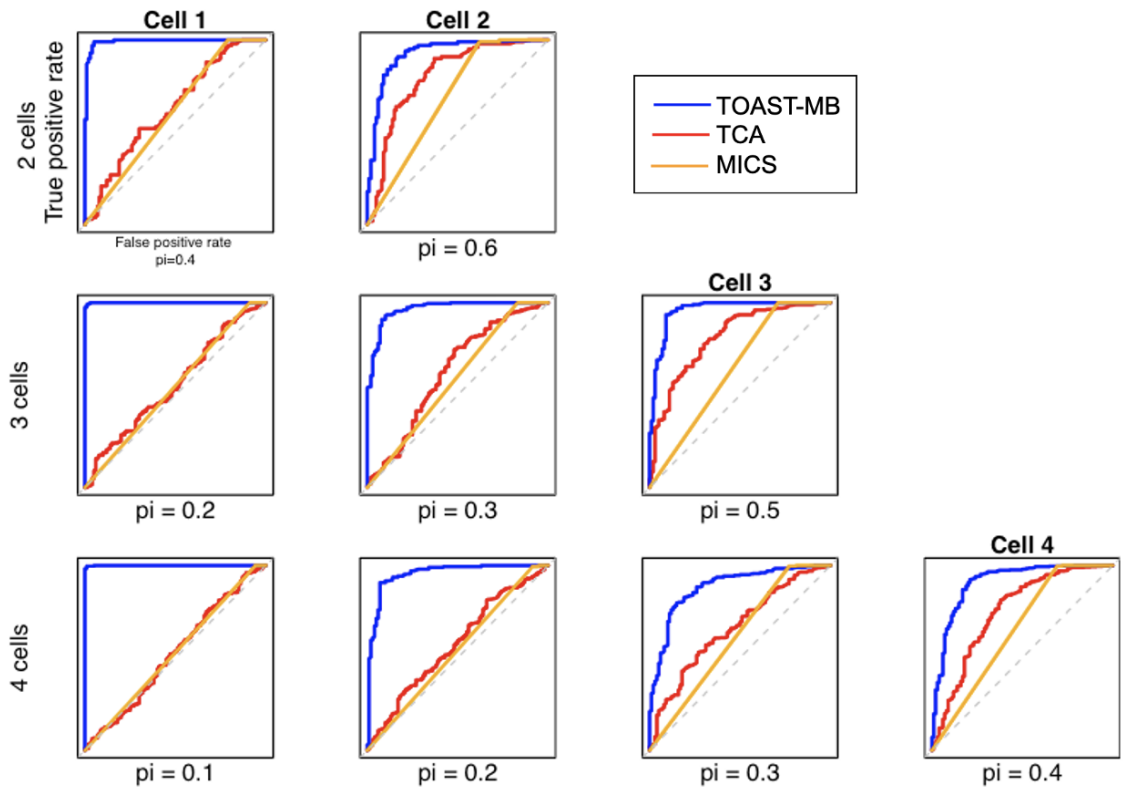 Cell 1
Cell 2
2 cells
True positive rate
TOAST-MB
TCA
MICS
False positive rate
pi=0.4
pi = 0.6
Cell 3
3 cells
pi = 0.2
pi = 0.3
pi = 0.5
Cell 4
4 cells
pi = 0.1
pi = 0.2
pi = 0.3
pi = 0.4